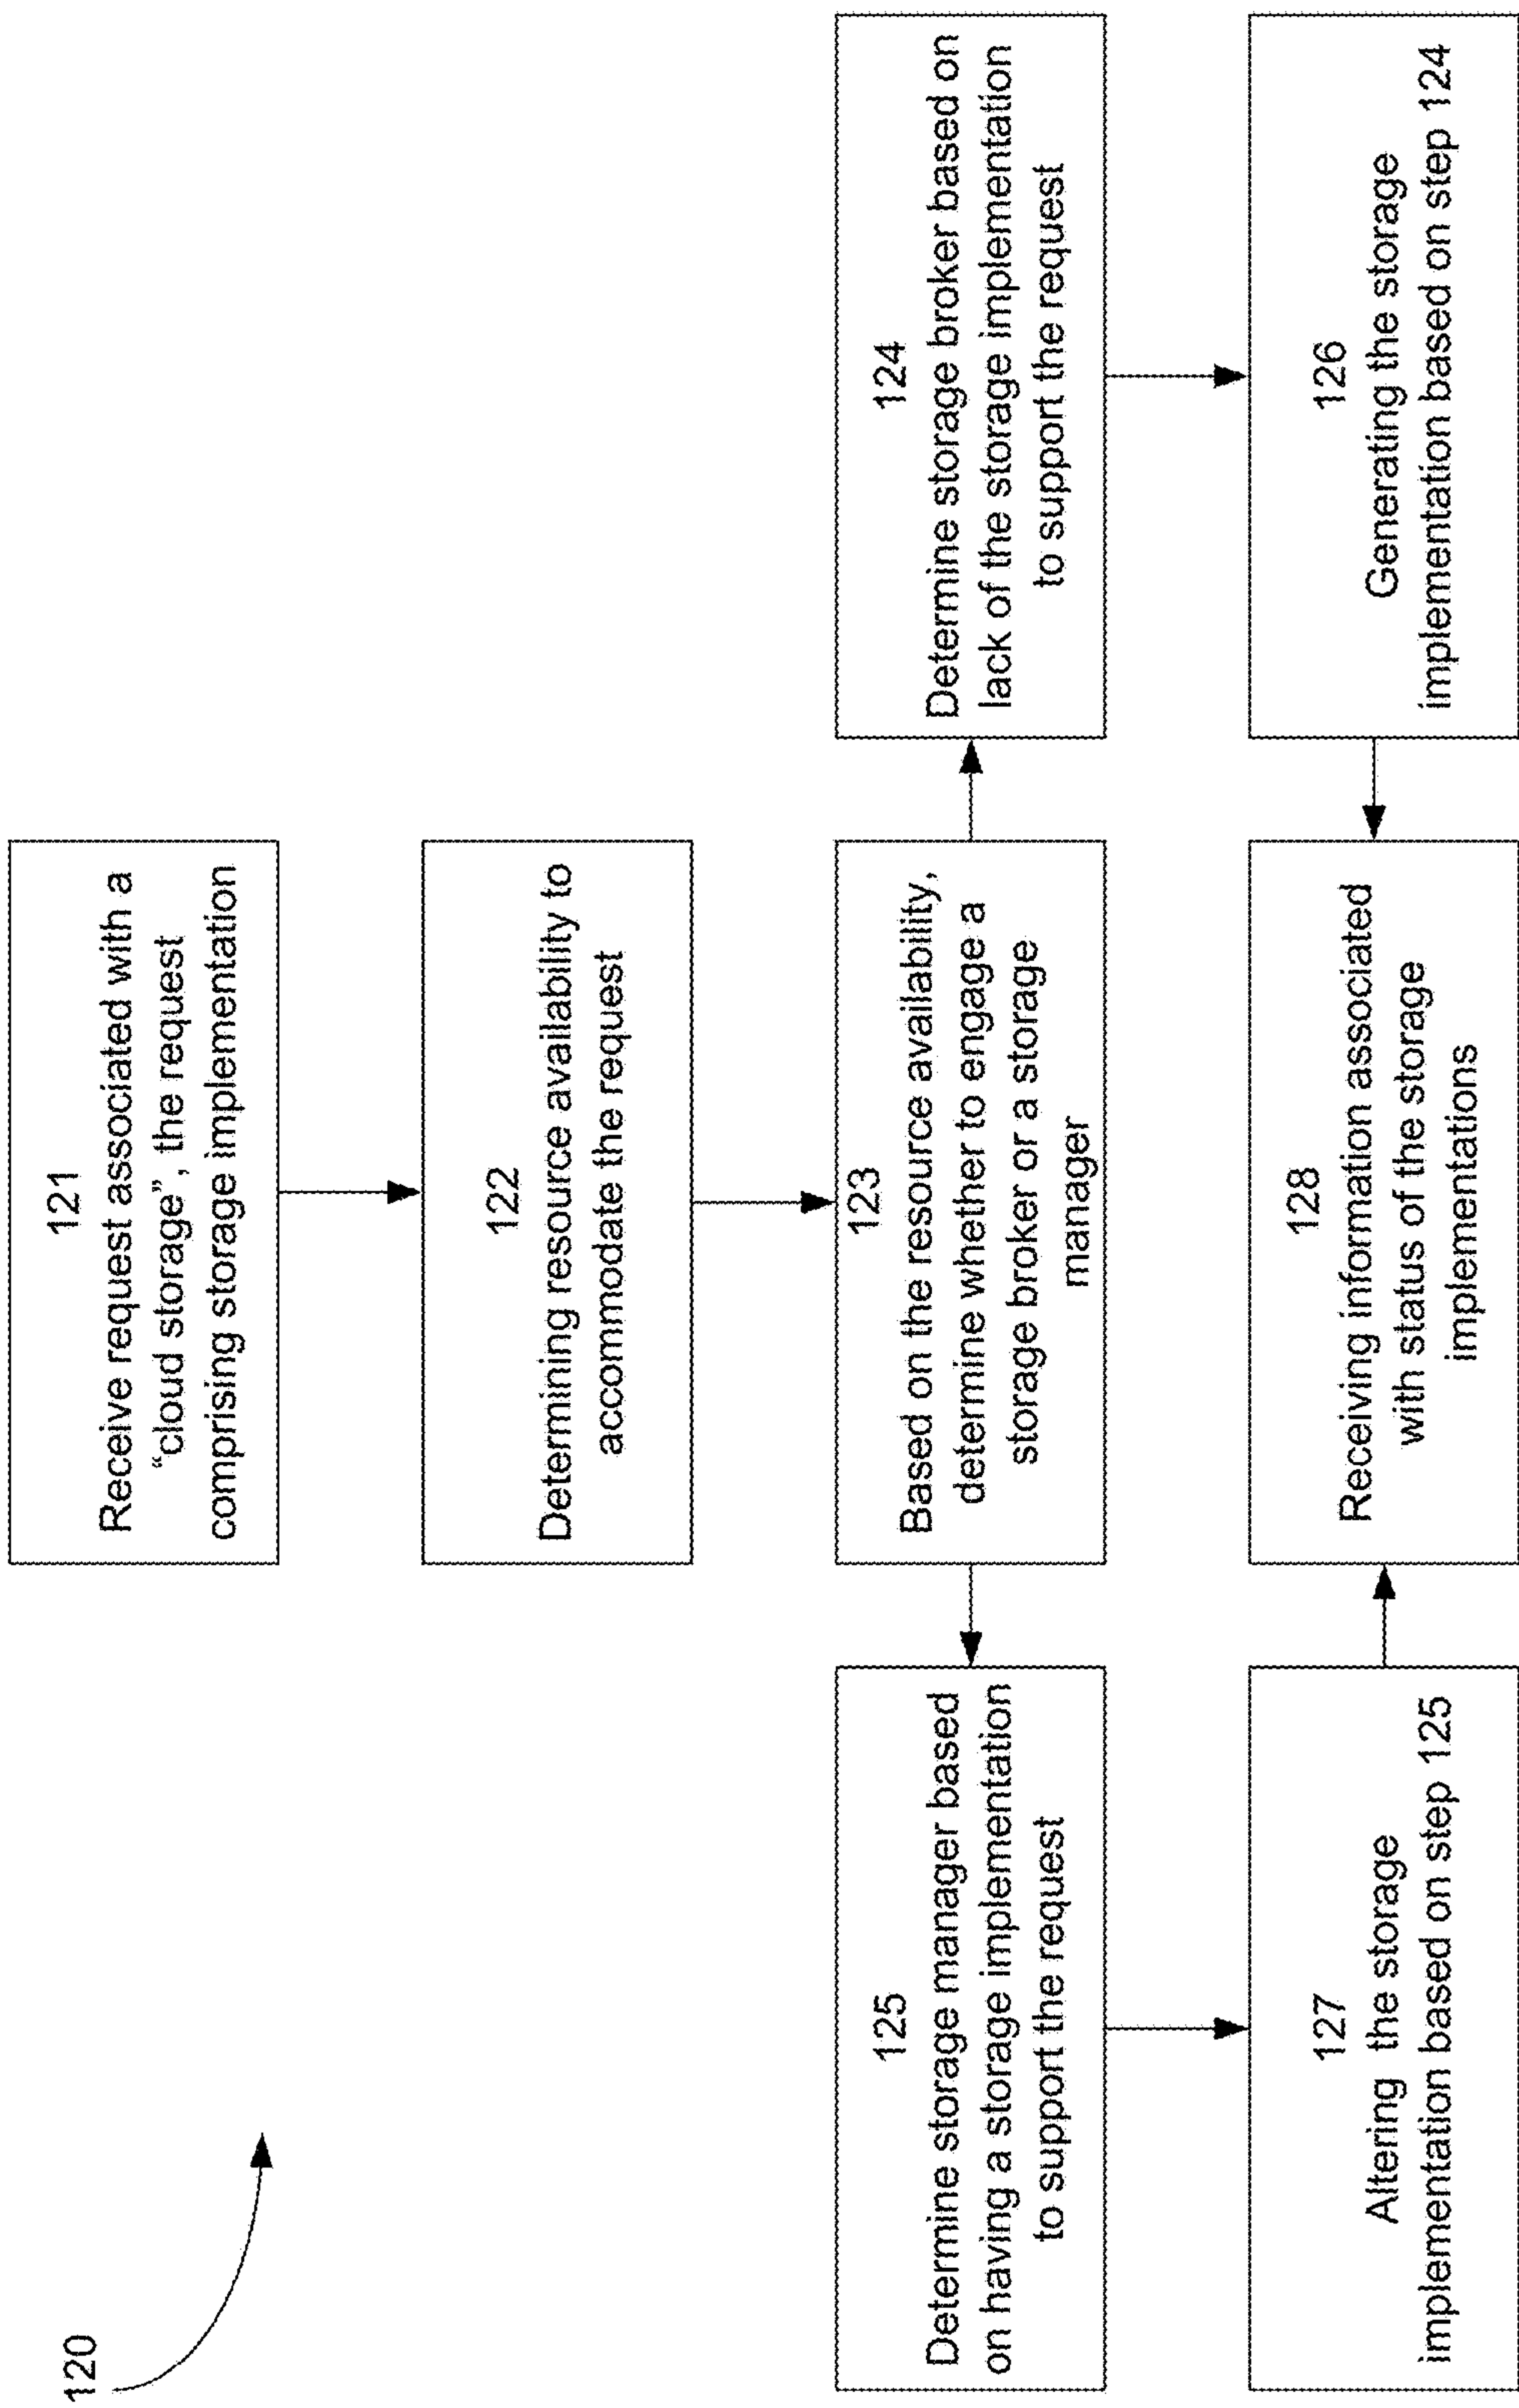 120
121
Receive request associated with a
“cloud storage”, the request
comprising storage implementation
122
Determining resource availability to
accommodate the request
123
Based on the resource availability,
determine whether to engage a
storage broker or a storage
manager
125
Determine storage manager based
on having a storage implementation
to support the request
124
Determine storage broker based on
lack of the storage implementation
to support the request
127
Altering the storage
implementation based on step 125
128
Receiving information associated
with status of the storage
implementations
126
Generating the storage
implementation based on step 124